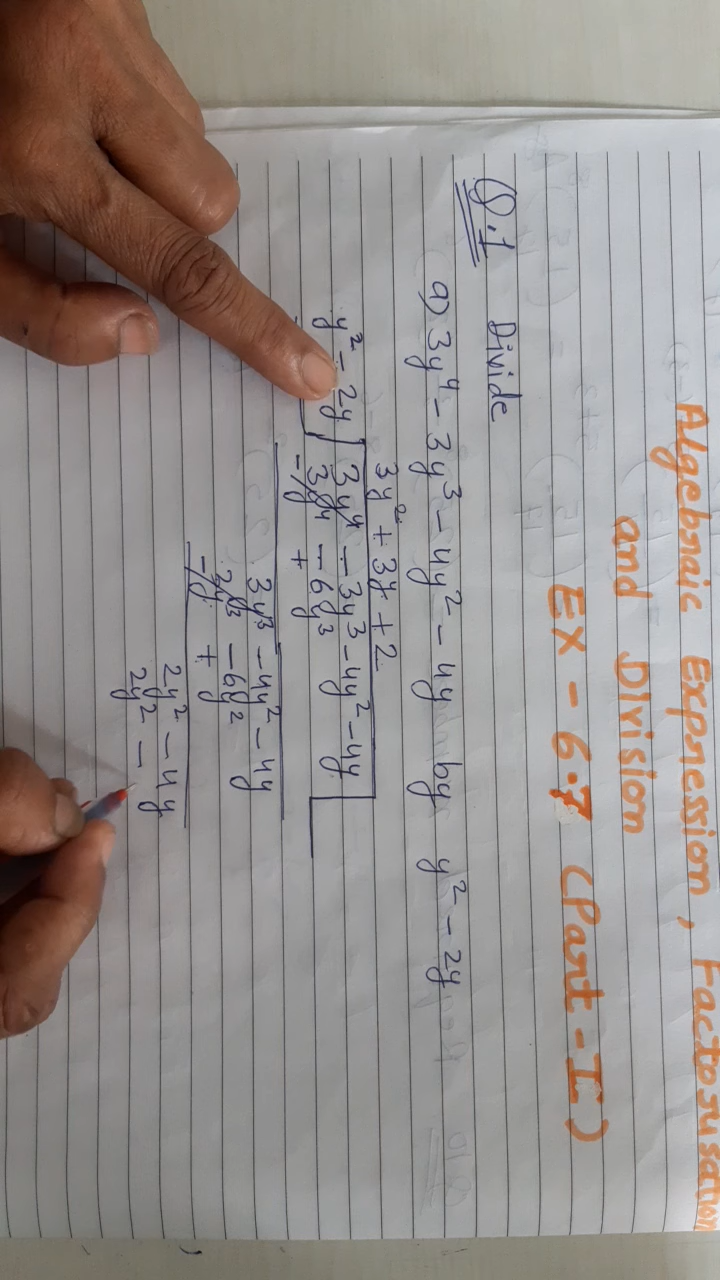 Algebraic Expression, Factorisation
and Division
EX - 6.7 (Part - I)
Q.1 Divide
a) 3y⁴ - 3y³ - 4y² - 4y by y² - 2y
3y² + 3y + 2
y² - 2y ) 3y⁴ - 3y³ - 4y² - 4y
3y⁴ - 6y³
- +
3y³ - 4y² - 4y
3y³ - 6y²
- +
2y² - 4y
2y² -